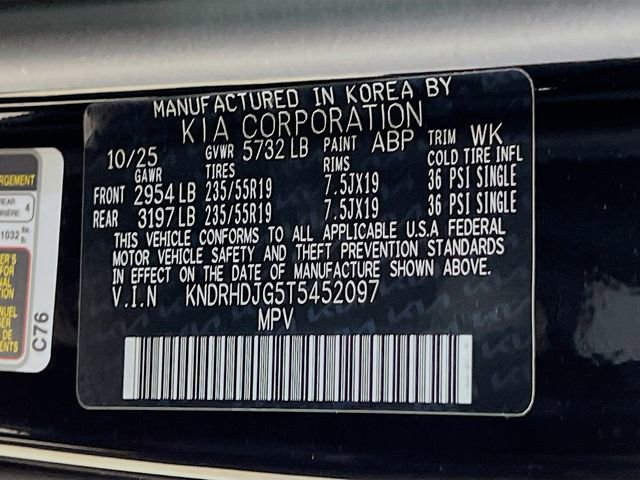 MANUFACTURED IN KOREA BY
KIA CORPORATION
10/25 GVWR 5732 LB PAINT ABP TRIM WK
GAWR TIRES RIMS COLD TIRE INFL
FRONT 2954 LB 235/55R19 7.5JX19 36 PSI SINGLE
REAR 3197 LB 235/55R19 7.5JX19 36 PSI SINGLE
THIS VEHICLE CONFORMS TO ALL APPLICABLE U.S.A FEDERAL
MOTOR VEHICLE SAFETY AND THEFT PREVENTION STANDARDS
IN EFFECT ON THE DATE OF MANUFACTURE SHOWN ABOVE.
V.I.N KNDRHDJG5T5452097
MPV
C76